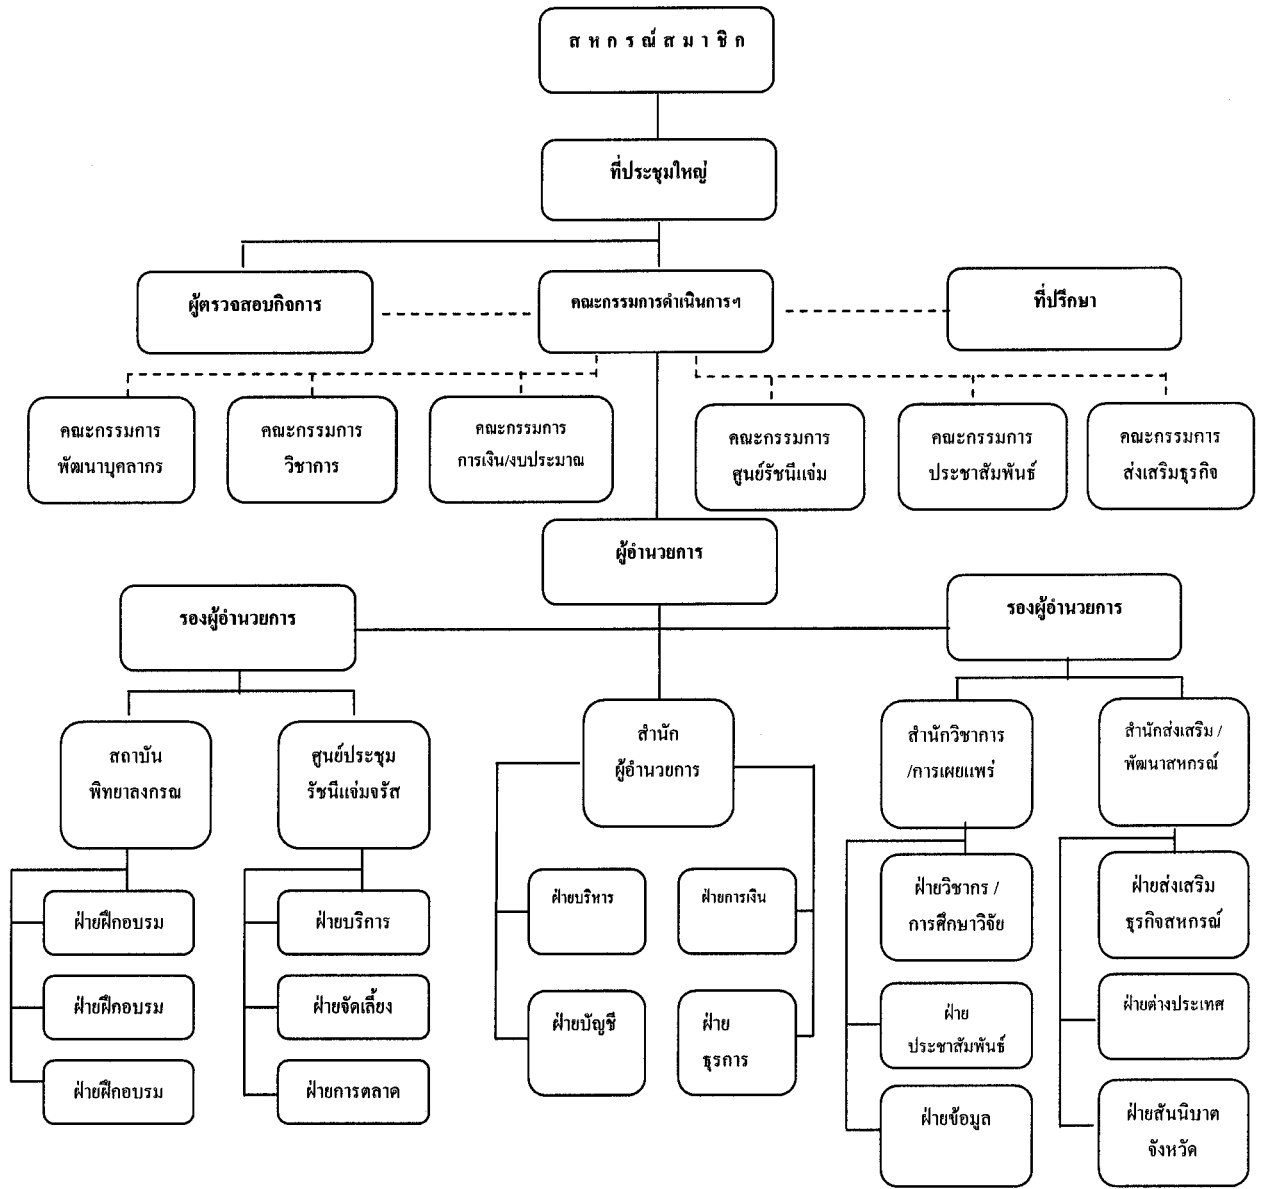 ส ห ก ร ณ์ ส ม า ชิ ก
ที่ประชุมใหญ่
ผู้ตรวจสอบกิจการ
คณะกรรมการดำเนินการฯ
ที่ปรึกษา
คณะกรรมการ
พัฒนาบุคลากร
คณะกรรมการ
วิชาการ
คณะกรรมการ
การเงิน/งบประมาณ
คณะกรรมการ
ศูนย์รัชนีแจ่ม
คณะกรรมการ
ประชาสัมพันธ์
คณะกรรมการ
ส่งเสริมธุรกิจ
ผู้อำนวยการ
รองผู้อำนวยการ
รองผู้อำนวยการ
สถาบัน
พิทยาลงกรณ
ศูนย์ประชุม
รัชนีแจ่มจรัส
สำนัก
ผู้อำนวยการ
สำนักวิชาการ
/การเผยแพร่
สำนักส่งเสริม /
พัฒนาสหกรณ์
ฝ่ายฝึกอบรม
ฝ่ายฝึกอบรม
ฝ่ายฝึกอบรม
ฝ่ายบริการ
ฝ่ายจัดเลี้ยง
ฝ่ายการตลาด
ฝ่ายบริหาร
ฝ่ายการเงิน
ฝ่ายบัญชี
ฝ่าย
ธุรการ
ฝ่ายวิชากร /
การศึกษาวิจัย
ฝ่าย
ประชาสัมพันธ์
ฝ่ายข้อมูล
ฝ่ายส่งเสริม
ธุรกิจสหกรณ์
ฝ่ายต่างประเทศ
ฝ่ายสันนิบาต
จังหวัด